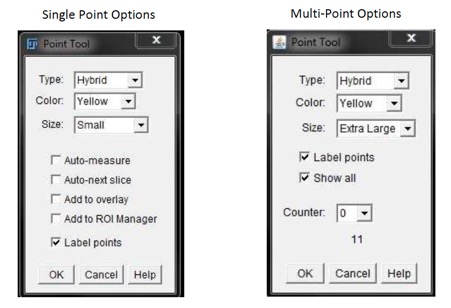 Single Point Options
Multi-Point Options
Point Tool
X
Type: Hybrid
Color: Yellow
Size: Small
Auto-measure
Auto-next slice
Add to overlay
Add to ROI Manager
Label points
OK Cancel Help
Point Tool
X
Type: Hybrid
Color: Yellow
Size: Extra Large
Label points
Show all
Counter: 0
11
OK Cancel Help